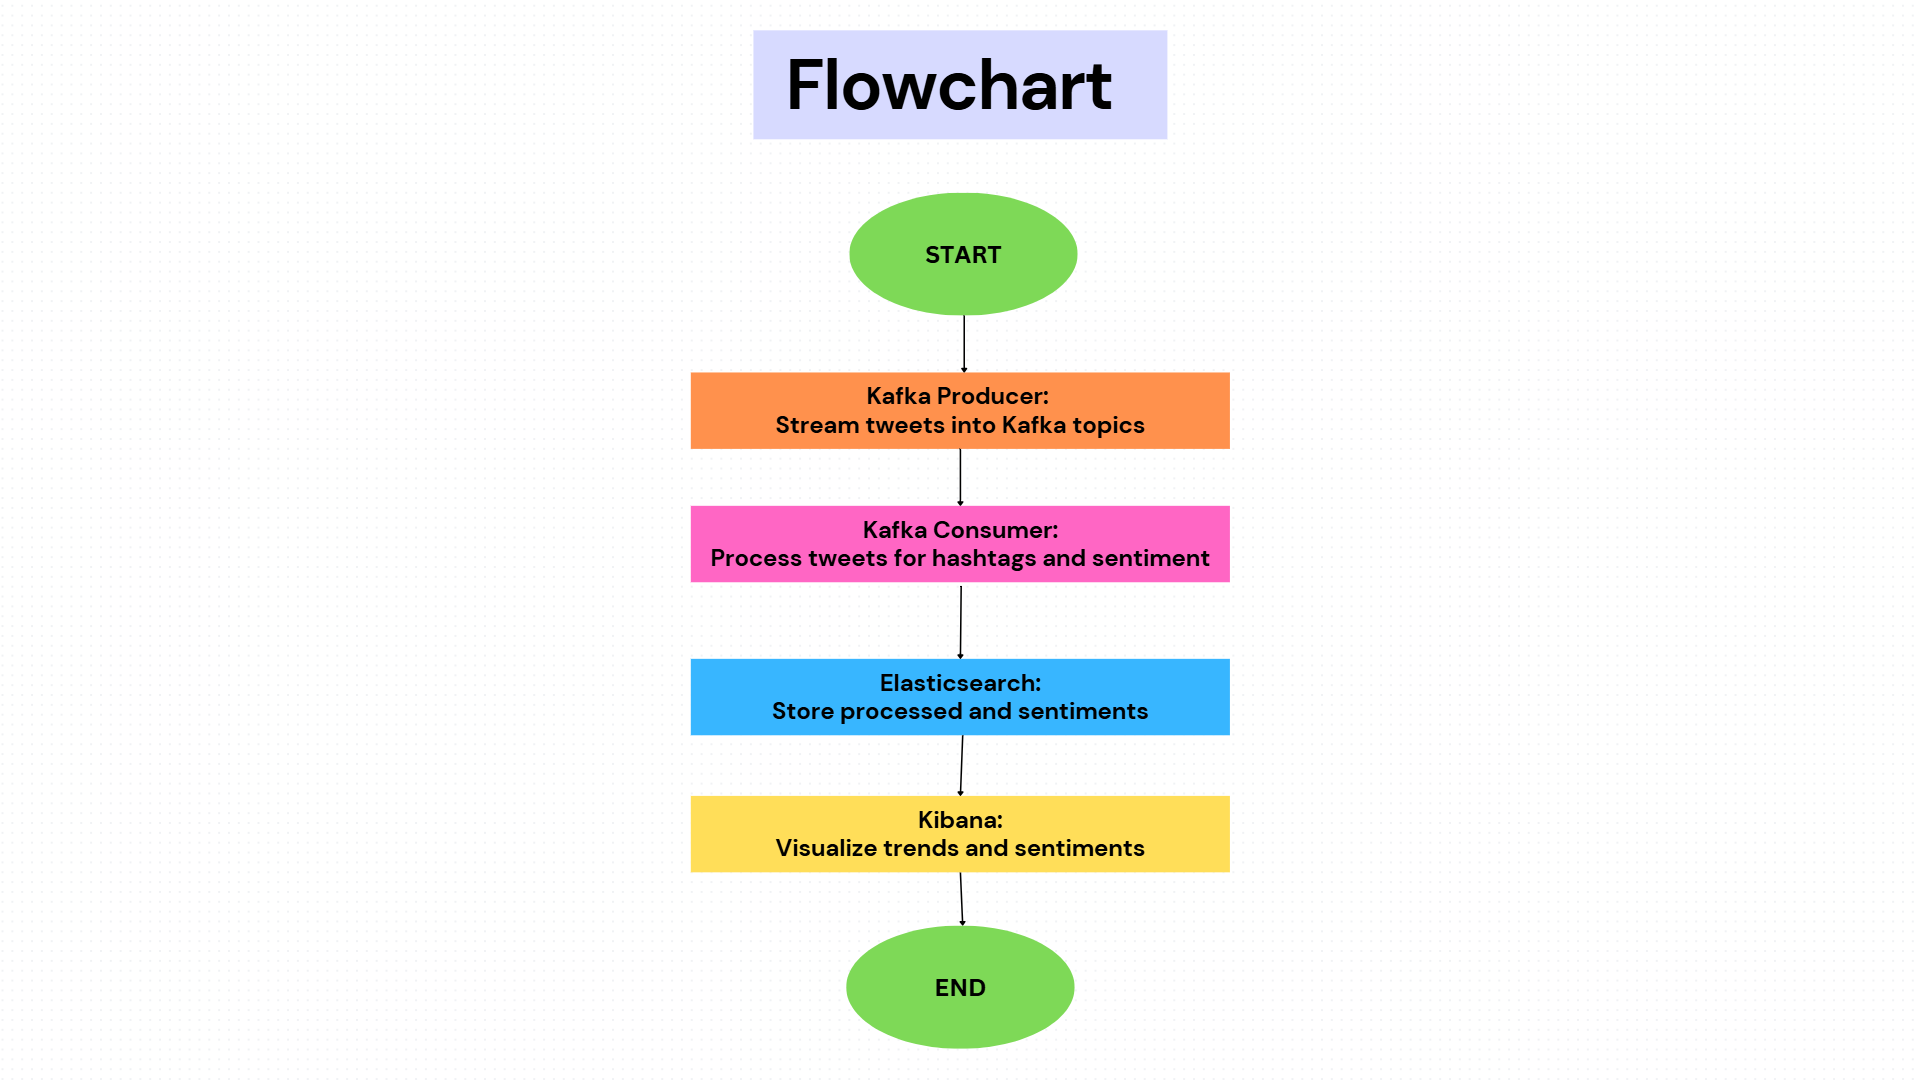 Flowchart
START
Kafka Producer:
Stream tweets into Kafka topics
Kafka Consumer:
Process tweets for hashtags and sentiment
Elasticsearch:
Store processed and sentiments
Kibana:
Visualize trends and sentiments
END